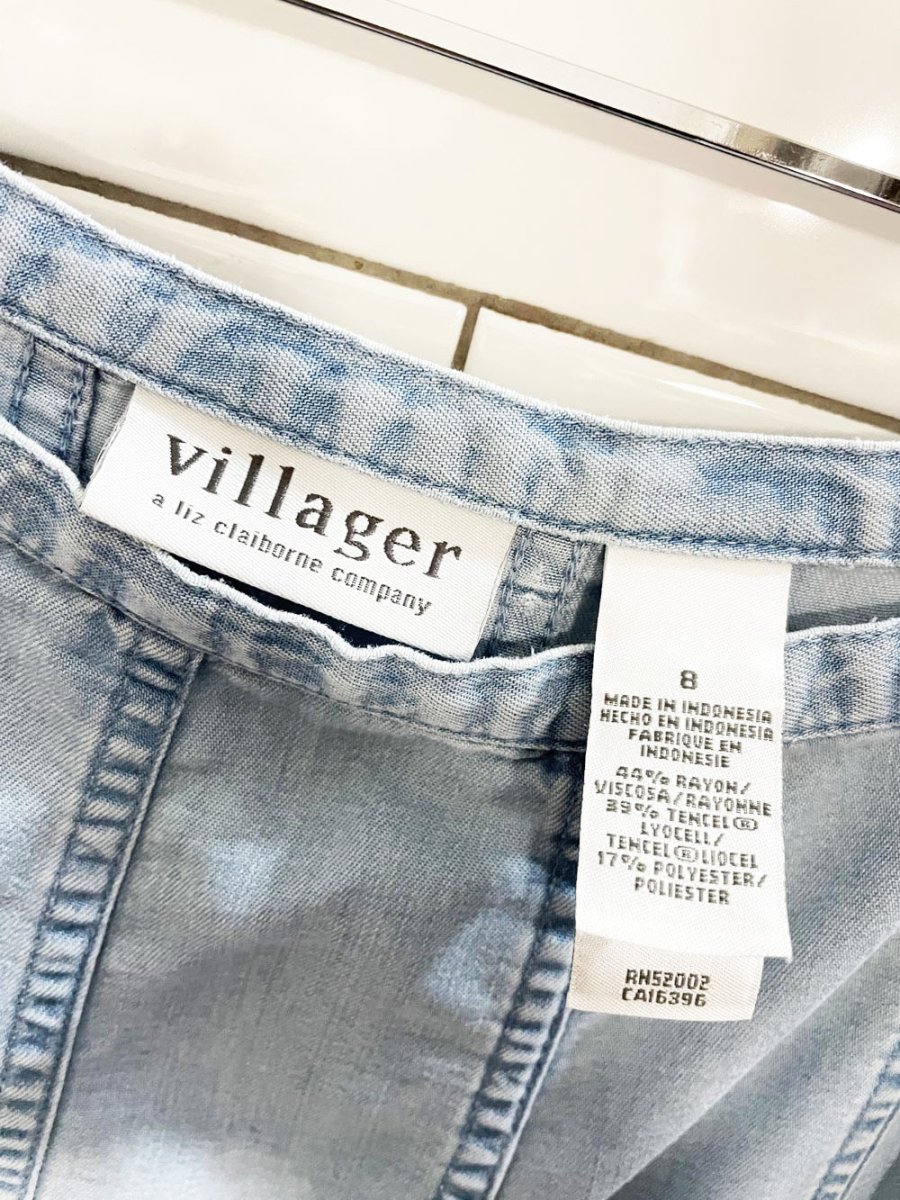 villager
a liz claiborne company
8
MADE IN INDONESIA
HECHO EN INDONESIA
FABRIQUE EN
INDONESIE
44% RAYON/
VISCOSA/RAYONNE
39% TENCEL®
LYOCELL/
TENCEL®LIOCEL
17% POLYESTER/
POLIESTER
RN52002
CA16396